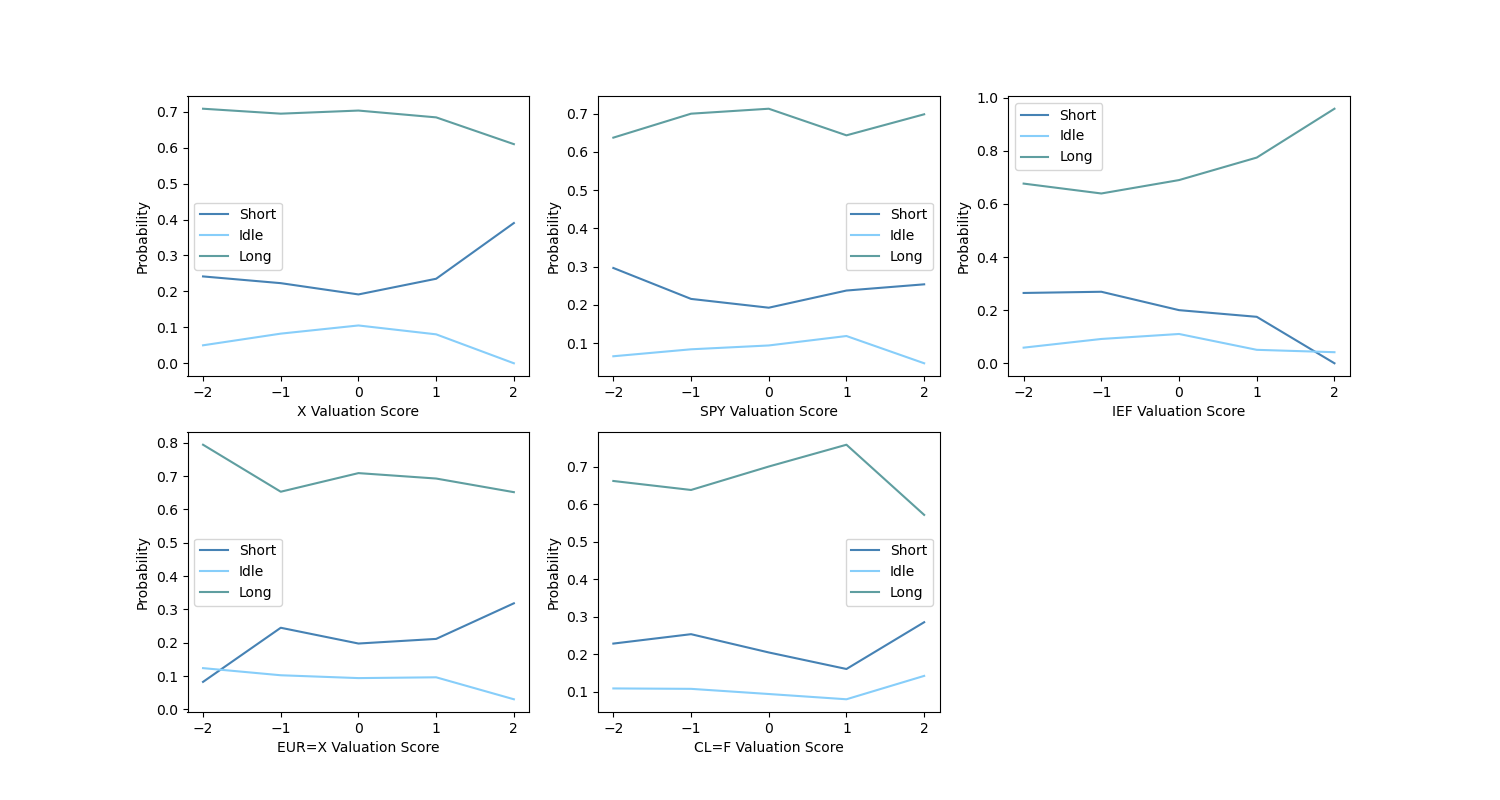 0.7
0.6
0.5
0.4
0.3
0.2
0.1
0.0
Probability
Short
Idle
Long
−2 −1 0 1 2
X Valuation Score
0.7
0.6
0.5
0.4
0.3
0.2
0.1
Probability
Short
Idle
Long
−2 −1 0 1 2
SPY Valuation Score
1.0
0.8
0.6
0.4
0.2
0.0
Probability
Short
Idle
Long
−2 −1 0 1 2
IEF Valuation Score
0.8
0.7
0.6
0.5
0.4
0.3
0.2
0.1
0.0
Probability
Short
Idle
Long
−2 −1 0 1 2
EUR=X Valuation Score
0.7
0.6
0.5
0.4
0.3
0.2
0.1
Probability
Short
Idle
Long
−2 −1 0 1 2
CL=F Valuation Score